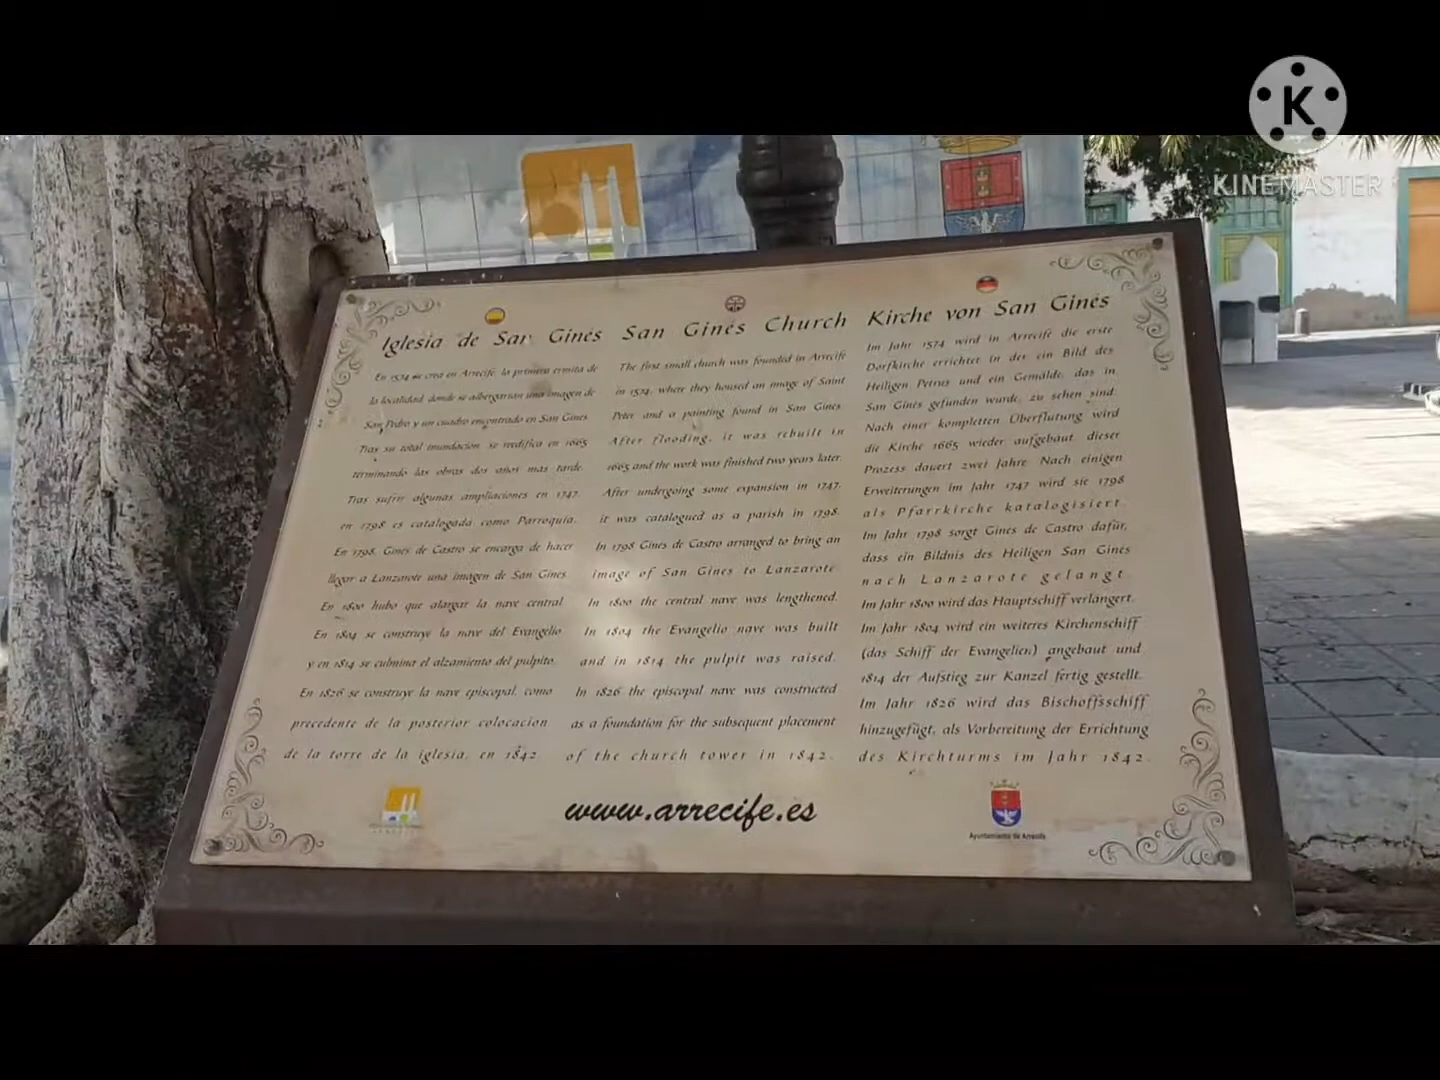 K
KINEMASTER
Iglesia de San Ginés
En 1574 se crea en Arrecife, la primera ermita de
la localidad, donde se albergarían una imagen de
San Pedro y un cuadro encontrado en San Ginés.
Tras su total inundación, se reedifica en 1665
terminando las obras dos años más tarde.
Tras sufrir algunas ampliaciones en 1747,
en 1798 es catalogada como Parroquia.
En 1798, Ginés de Castro se encarga de hacer
llegar a Lanzarote una imagen de San Ginés.
En 1800 hubo que alargar la nave central.
En 1804 se construye la nave del Evangelio
y en 1814 se culmina el alzamiento del púlpito.
En 1826 se construye la nave episcopal, como
precedente de la posterior colocación
de la torre de la iglesia, en 1842
San Ginés Church
The first small church was founded in Arrecife
in 1574, where they housed an image of Saint
Peter and a painting found in San Ginés.
After flooding, it was rebuilt in
1665 and the work was finished two years later.
After undergoing some expansion in 1747,
it was catalogued as a parish in 1798.
In 1798 Ginés de Castro arranged to bring an
image of San Ginés to Lanzarote.
In 1800 the central nave was lengthened.
In 1804 the Evangelio nave was built
and in 1814 the pulpit was raised.
In 1826 the episcopal nave was constructed
as a foundation for the subsequent placement
of the church tower in 1842.
Kirche von San Ginés
Im Jahr 1574 wird in Arrecife die erste
Dorfkirche errichtet in der ein Bild des
Heiligen Petrus und ein Gemälde, das in
San Ginés gefunden wurde, zu sehen sind.
Nach einer kompletten Überflutung wird
die Kirche 1665 wieder aufgebaut, dieser
Prozess dauert zwei Jahre. Nach einigen
Erweiterungen im Jahr 1747 wird sie 1798
als Pfarrkirche katalogisiert.
Im Jahr 1798 sorgt Ginés de Castro dafür,
dass ein Bildnis des Heiligen San Ginés
nach Lanzarote gelangt.
Im Jahr 1800 wird das Hauptschiff verlängert.
Im Jahr 1804 wird ein weiteres Kirchenschiff
(das Schiff der Evangelien) angebaut und
1814 der Aufstieg zur Kanzel fertig gestellt.
Im Jahr 1826 wird das Bischoffsschiff
hinzugefügt, als Vorbereitung der Errichtung
des Kirchturms im Jahr 1842.
www.arrecife.es
Ayuntamiento de Arrecife